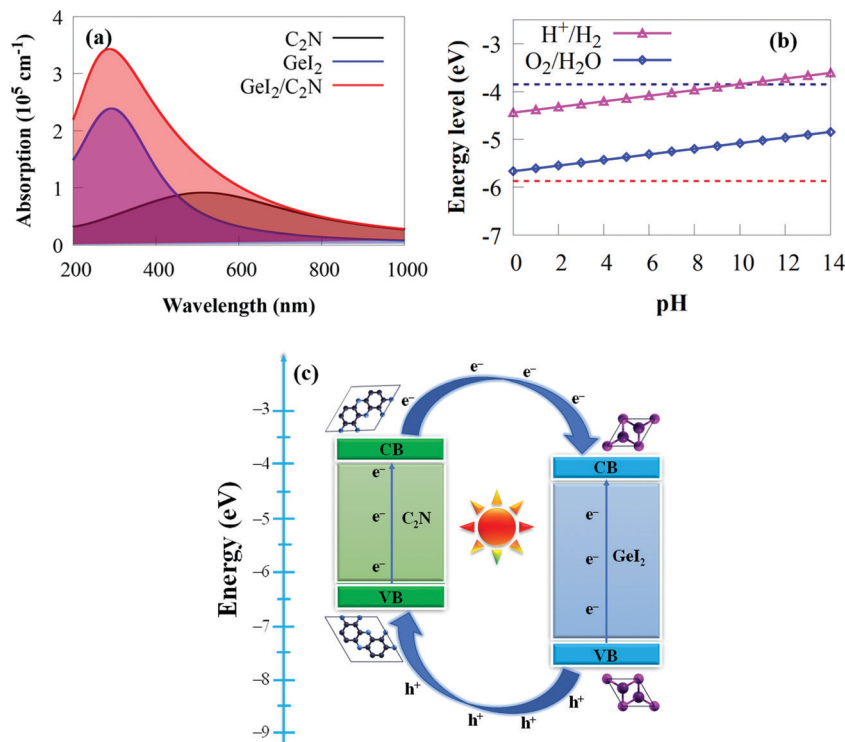 (a)
C₂N
GeI₂
GeI₂/C₂N
Absorption (10⁵ cm⁻¹)
4
3
2
1
0
200 400 600 800 1000
Wavelength (nm)
(b)
H⁺/H₂
O₂/H₂O
Energy level (eV)
-3
-4
-5
-6
-7
0 2 4 6 8 10 12 14
pH
(c)
Energy (eV)
–3
–4
–5
–6
–7
–8
–9
e⁻ e⁻ e⁻ e⁻
CB
e⁻
e⁻
C₂N
e⁻
VB
CB
e⁻
e⁻
GeI₂
e⁻
VB
h⁺ h⁺ h⁺ h⁺